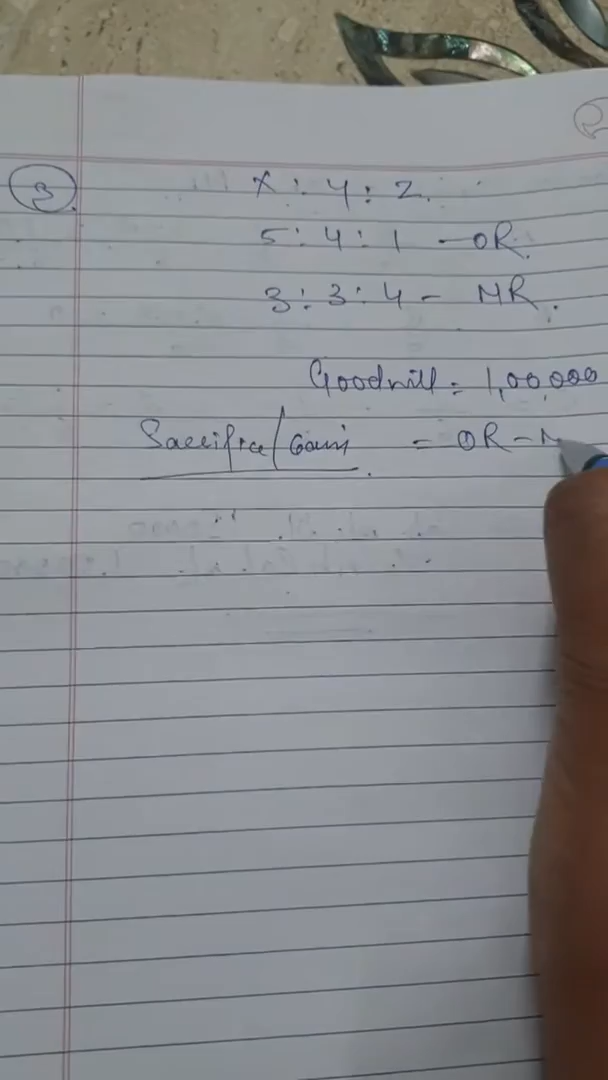 3.
X : Y : Z.
5 : 4 : 1 - OR.
3 : 3 : 4 - NR.
Goodwill = 1,00,000
Sacrifice / Gain. = OR - N